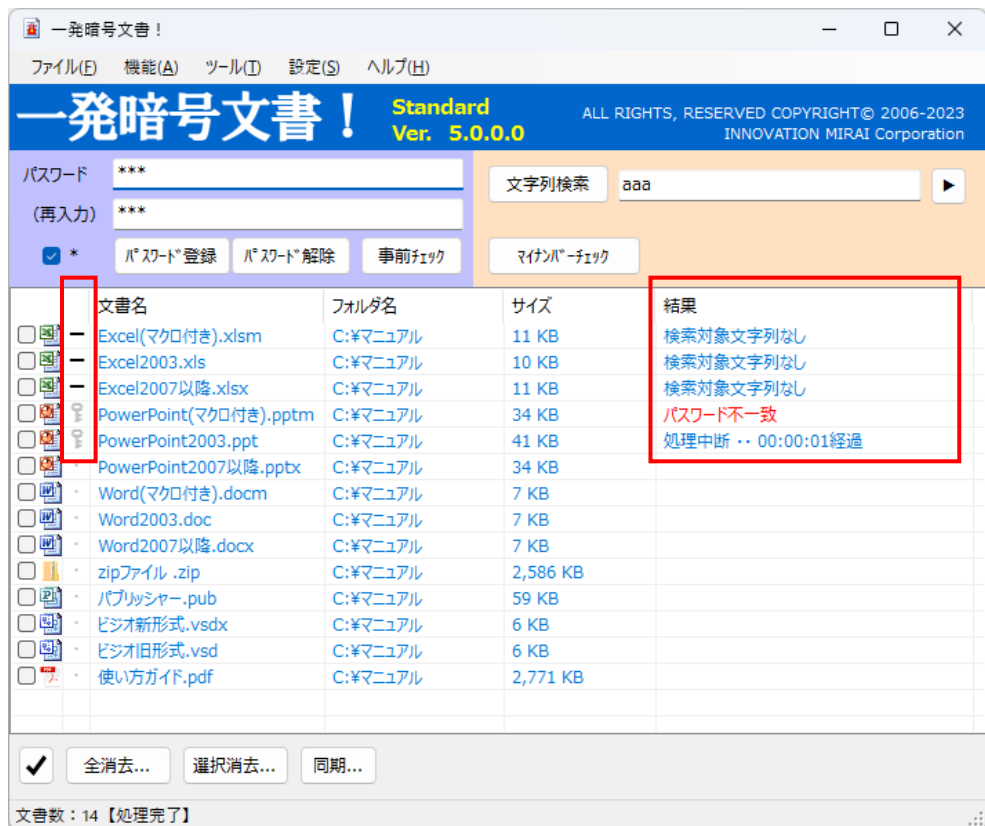 一発暗号文書！
ファイル(F) 機能(A) ツール(T) 設定(S) ヘルプ(H)
一発暗号文書！ Standard Ver. 5.0.0.0
ALL RIGHTS, RESERVED COPYRIGHT© 2006-2023
INNOVATION MIRAI Corporation
パスワード ***
（再入力） ***
* ﾊﾟｽﾜｰﾄﾞ登録 ﾊﾟｽﾜｰﾄﾞ解除 事前ﾁｪｯｸ
文字列検索 aaa
ﾏｲﾅﾝﾊﾞｰﾁｪｯｸ
文書名 フォルダ名 サイズ 結果
Excel(マクロ付き).xlsm C:¥マニュアル 11 KB 検索対象文字列なし
Excel2003.xls C:¥マニュアル 10 KB 検索対象文字列なし
Excel2007以降.xlsx C:¥マニュアル 11 KB 検索対象文字列なし
PowerPoint(マクロ付き).pptm C:¥マニュアル 34 KB パスワード不一致
PowerPoint2003.ppt C:¥マニュアル 41 KB 処理中断 ・・ 00:00:01経過
PowerPoint2007以降.pptx C:¥マニュアル 34 KB
Word(マクロ付き).docm C:¥マニュアル 7 KB
Word2003.doc C:¥マニュアル 7 KB
Word2007以降.docx C:¥マニュアル 7 KB
zipファイル .zip C:¥マニュアル 2,586 KB
パブリッシャー.pub C:¥マニュアル 59 KB
ビジオ新形式.vsdx C:¥マニュアル 6 KB
ビジオ旧形式.vsd C:¥マニュアル 6 KB
使い方ガイド.pdf C:¥マニュアル 2,771 KB
全消去... 選択消去... 同期...
文書数：14【処理完了】